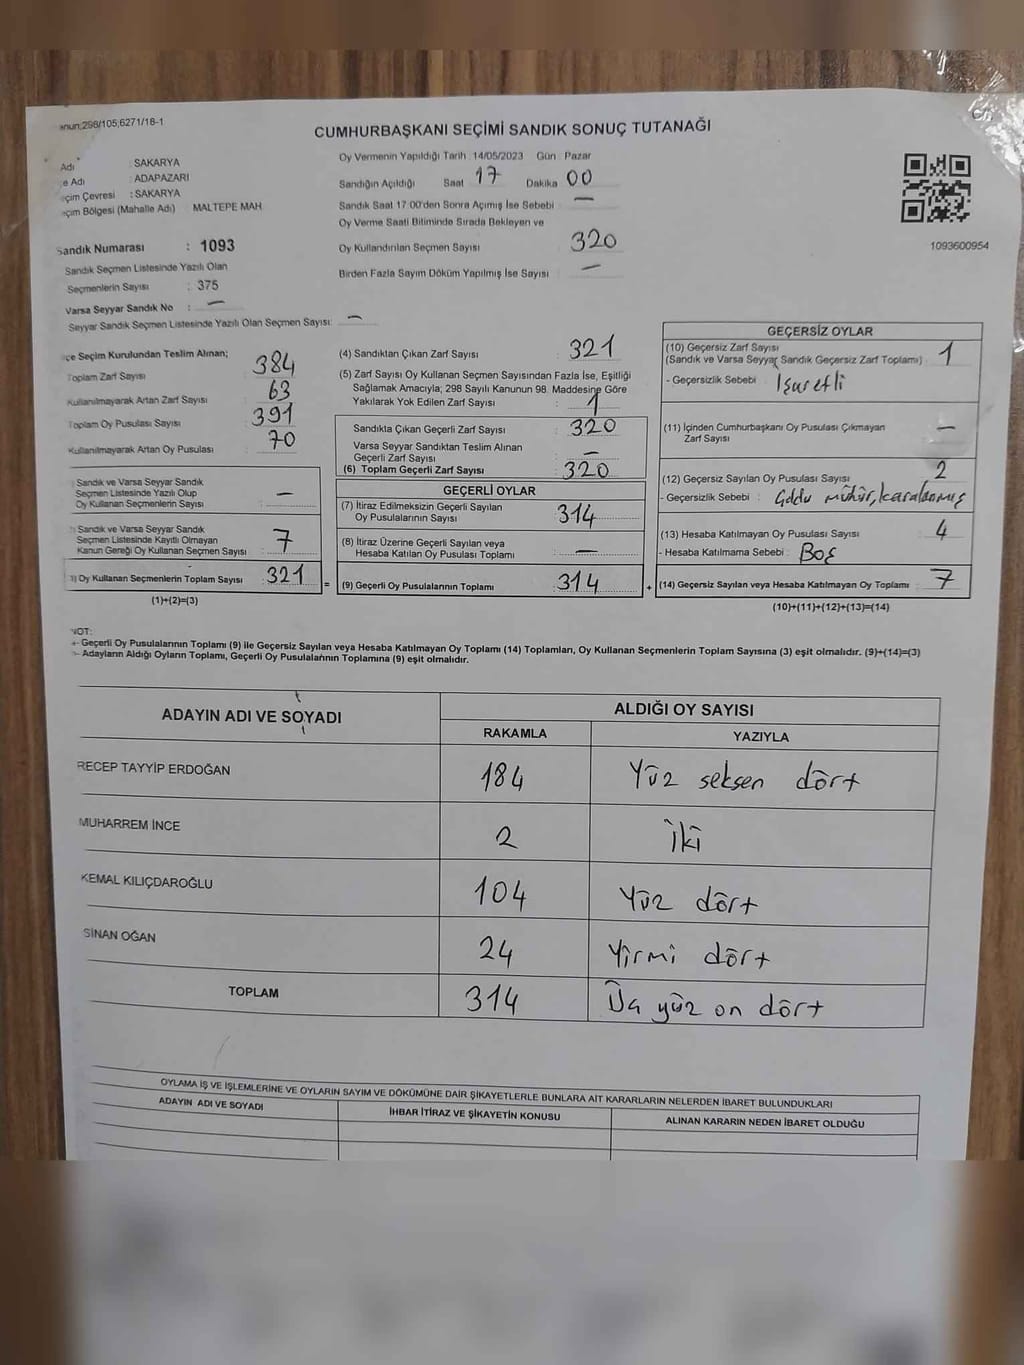 anun:298/105;6271/18-1
CUMHURBAŞKANI SEÇİMİ SANDIK SONUÇ TUTANAĞI
Adı : SAKARYA
e Adı : ADAPAZARI
çim Çevresi : SAKARYA
çim Bölgesi (Mahalle Adı) MALTEPE MAH.
Sandık Numarası : 1093
Sandık Seçmen Listesinde Yazılı Olan
Seçmenlerin Sayısı : 375
Varsa Seyyar Sandık No : —
Seyyar Sandık Seçmen Listesinde Yazılı Olan Seçmen Sayısı: —
Oy Vermenin Yapıldığı Tarih : 14/05/2023 Gün : Pazar
Sandığın Açıldığı Saat 17 Dakika 00
Sandık Saat 17:00'den Sonra Açımış İse Sebebi : —
Oy Verme Saati Bitiminde Sırada Bekleyen ve
Oy Kullandırılan Seçmen Sayısı 320
Birden Fazla Sayım Döküm Yapılmış İse Sayısı —
1093600954
çe Seçim Kurulundan Teslim Alınan;
Toplam Zarf Sayısı : 384
Kullanılmayarak Artan Zarf Sayısı : 63
Toplam Oy Pusulası Sayısı : 391
Kullanılmayarak Artan Oy Pusulası : 70
) Sandık ve Varsa Seyyar Sandık
Seçmen Listesinde Yazılı Olup
Oy Kullanan Seçmenlerin Sayısı : —
) Sandık ve Varsa Seyyar Sandık
Seçmen Listesinde Kayıtlı Olmayan
Kanun Gereği Oy Kullanan Seçmen Sayısı : 7
) Oy Kullanan Seçmenlerin Toplam Sayısı : 321 =
(1)+(2)=(3)
(4) Sandıktan Çıkan Zarf Sayısı : 321
(5) Zarf Sayısı Oy Kullanan Seçmen Sayısından Fazla İse, Eşitliği
Sağlamak Amacıyla; 298 Sayılı Kanunun 98. Maddesine Göre
Yakılarak Yok Edilen Zarf Sayısı : 1
Sandıkta Çıkan Geçerli Zarf Sayısı : 320
Varsa Seyyar Sandıktan Teslim Alınan
Geçerli Zarf Sayısı : —
(6) Toplam Geçerli Zarf Sayısı : 320
GEÇERLİ OYLAR
(7) İtiraz Edilmeksizin Geçerli Sayılan
Oy Pusulalarının Sayısı : 314
(8) İtiraz Üzerine Geçerli Sayılan veya
Hesaba Katılan Oy Pusulası Toplamı : —
(9) Geçerli Oy Pusulalarının Toplamı : 314 +
GEÇERSİZ OYLAR
(10) Geçersiz Zarf Sayısı
(Sandık ve Varsa Seyyar Sandık Geçersiz Zarf Toplamı) : 1
- Geçersizlik Sebebi : İşaretli
(11) İçinden Cumhurbaşkanı Oy Pusulası Çıkmayan
Zarf Sayısı : —
(12) Geçersiz Sayılan Oy Pusulası Sayısı : 2
- Geçersizlik Sebebi : mühür, karalanmış
(13) Hesaba Katılmayan Oy Pusulası Sayısı : 4
- Hesaba Katılmama Sebebi : Boş
(14) Geçersiz Sayılan veya Hesaba Katılmayan Oy Toplamı : 7
(10)+(11)+(12)+(13)=(14)
NOT:
- Geçerli Oy Pusulalarının Toplamı (9) ile Geçersiz Sayılan veya Hesaba Katılmayan Oy Toplamı (14) Toplamları, Oy Kullanan Seçmenlerin Toplam Sayısına (3) eşit olmalıdır. (9)+(14)=(3)
- Adayların Aldığı Oyların Toplamı, Geçerli Oy Pusulalarının Toplamına (9) eşit olmalıdır.
ADAYIN ADI VE SOYADI
ALDIĞI OY SAYISI
RAKAMLA YAZIYLA
RECEP TAYYİP ERDOĞAN 184 Yüz seksen dört
MUHARREM İNCE 2 İki
KEMAL KILIÇDAROĞLU 104 Yüz dört
SİNAN OĞAN 24 Yirmi dört
TOPLAM 314 Üç yüz on dört
OYLAMA İŞ VE İŞLEMLERİNE VE OYLARIN SAYIM VE DÖKÜMÜNE DAİR ŞİKAYETLERLE BUNLARA AİT KARARLARIN NELERDEN İBARET BULUNDUKLARI
ADAYIN ADI VE SOYADI İHBAR İTİRAZ VE ŞİKAYETİN KONUSU ALINAN KARARIN NEDEN İBARET OLDUĞU